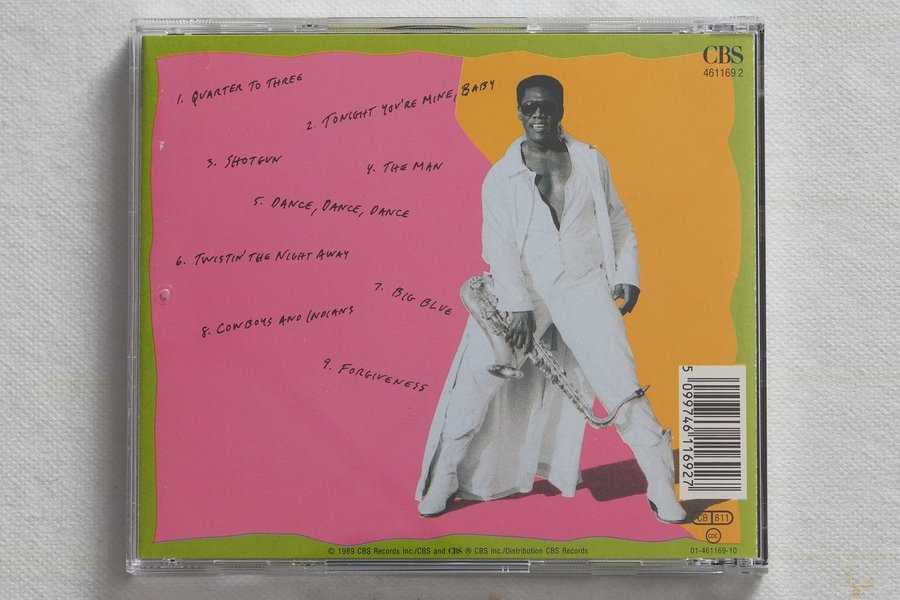 CBS
461169 2
1. QUARTER TO THREE
2. TONIGHT YOU'RE MINE, BABY
3. SHOTGUN
4. THE MAN
5. DANCE, DANCE, DANCE
6. TWISTIN' THE NIGHT AWAY
7. BIG BLUE
8. COWBOYS AND INDIANS
9. FORGIVENESS
5 099746 116927
CB 811
© 1989 CBS Records Inc./CBS and CBS ® CBS Inc./Distribution CBS Records
01-461169-10